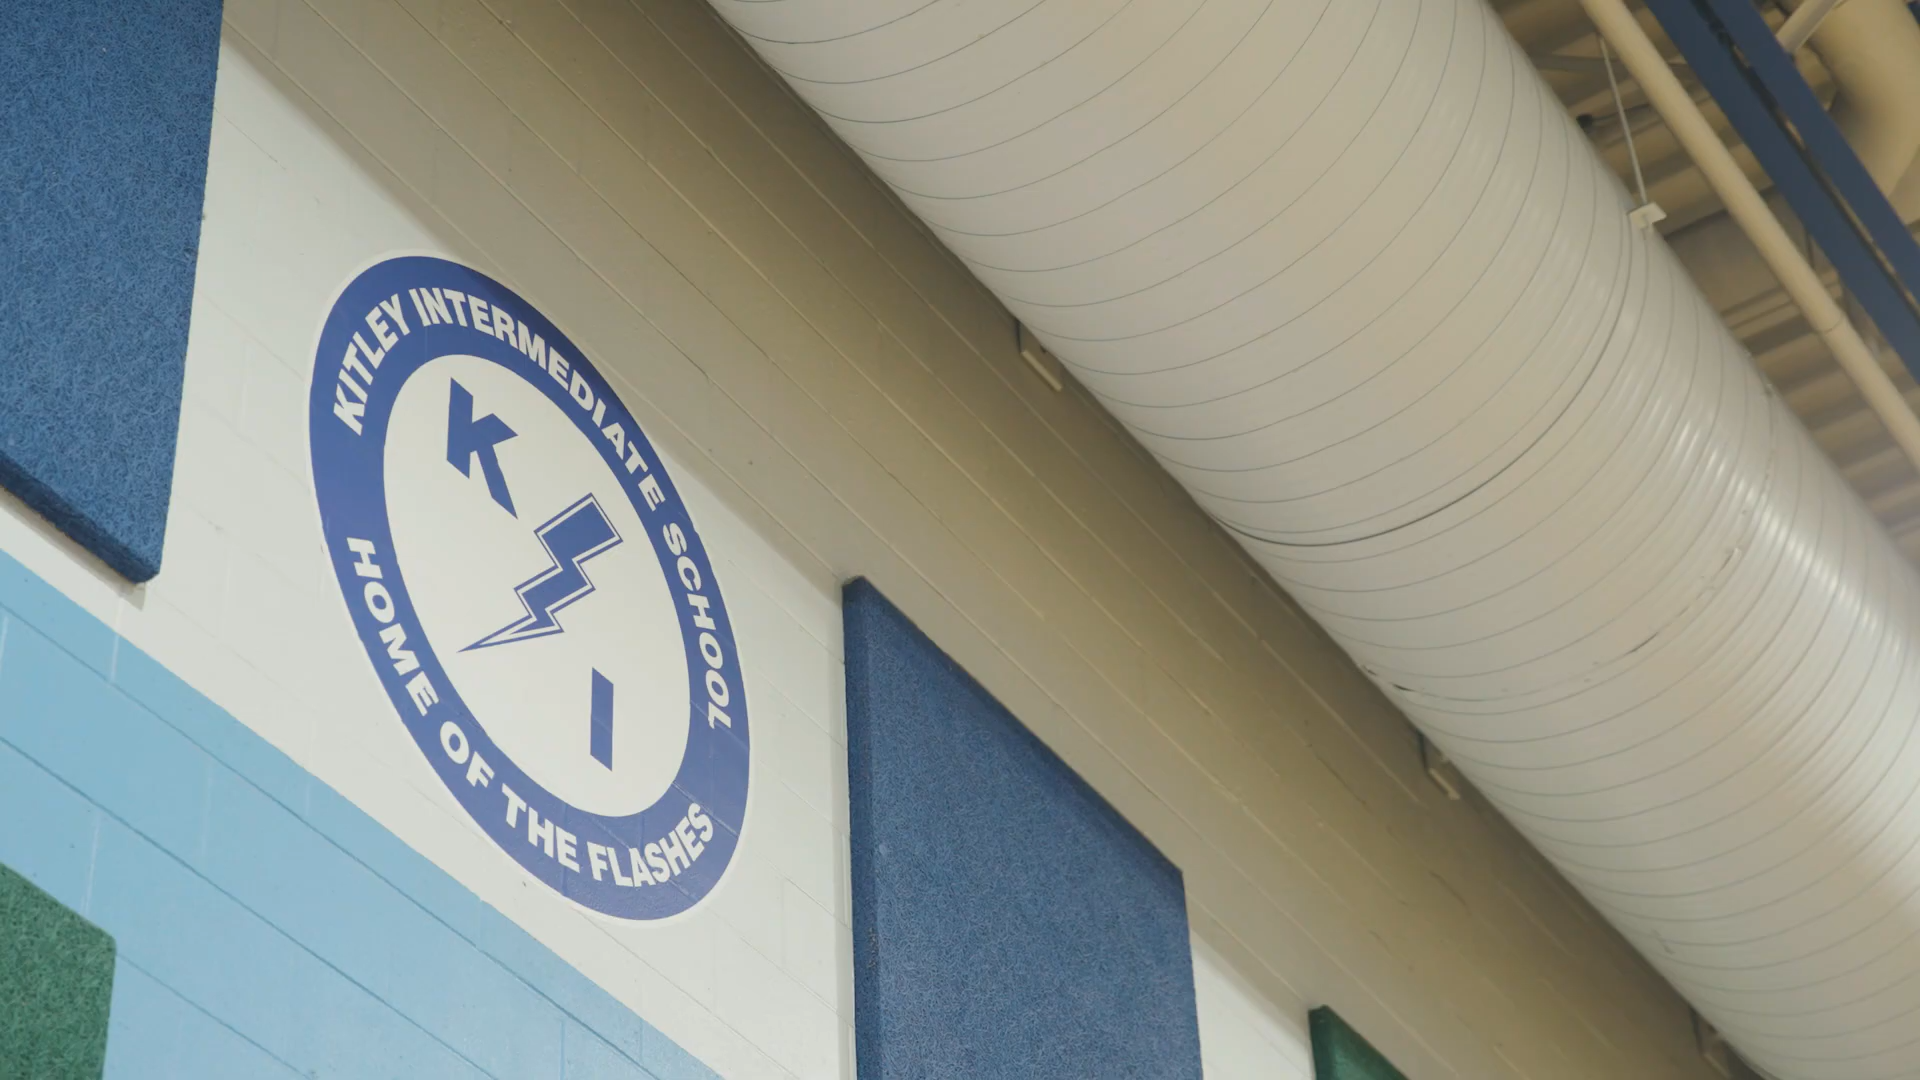 KITLEY INTERMEDIATE SCHOOL
K I
HOME OF THE FLASHES